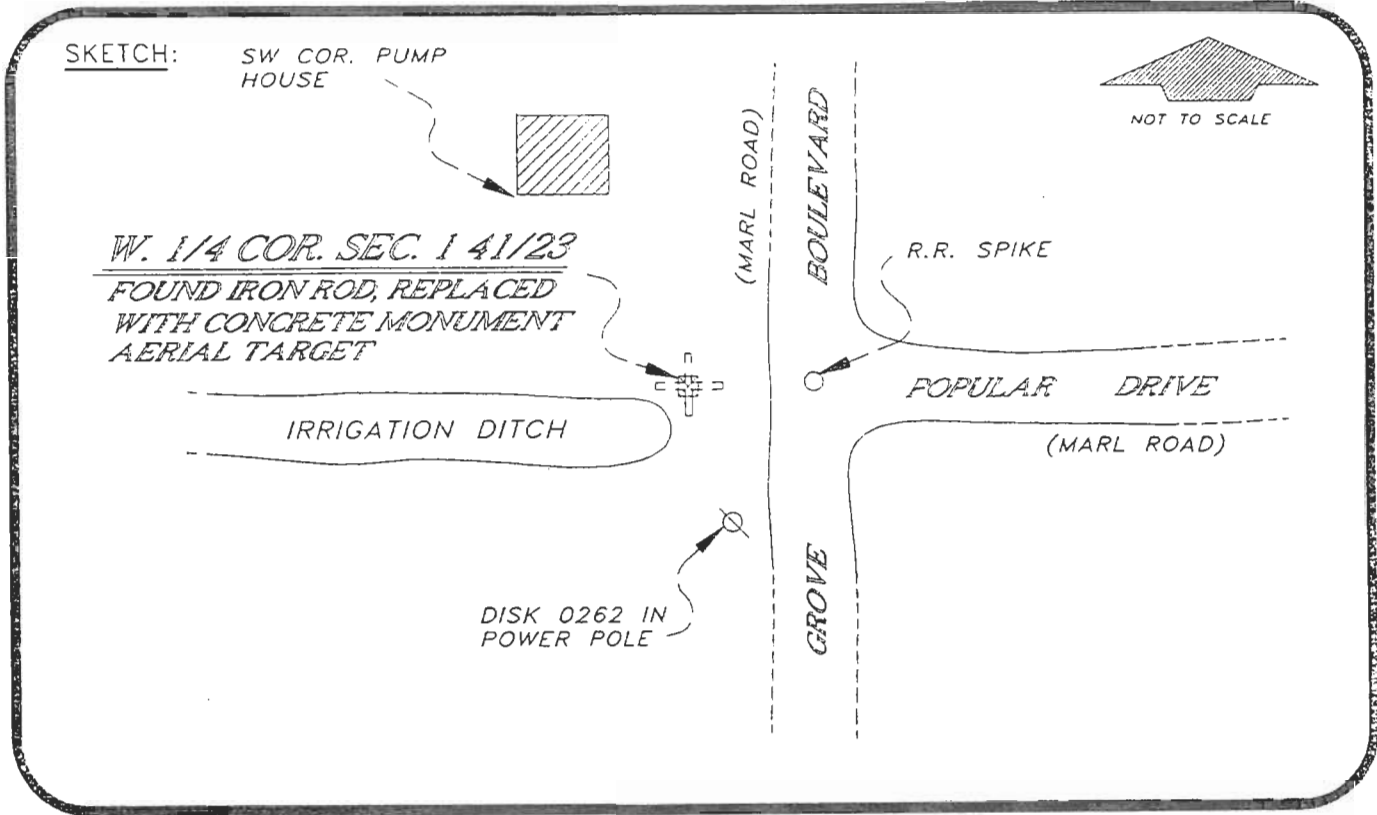 SKETCH:
SW COR. PUMP
HOUSE
NOT TO SCALE
(MARL ROAD)
BOULEVARD
W. 1/4 COR. SEC. 1 41/23
FOUND IRON ROD, REPLACED
WITH CONCRETE MONUMENT
AERIAL TARGET
R.R. SPIKE
POPULAR DRIVE
(MARL ROAD)
IRRIGATION DITCH
GROVE
DISK 0262 IN
POWER POLE